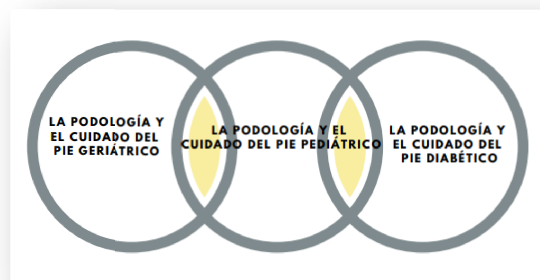 LA PODOLOGÍA Y
EL CUIDADO DEL
PIE GERIÁTRICO
LA PODOLOGÍA Y EL
CUIDADO DEL PIE PEDIÁTRICO
LA PODOLOGÍA Y
EL CUIDADO DEL
PIE DIABÉTICO